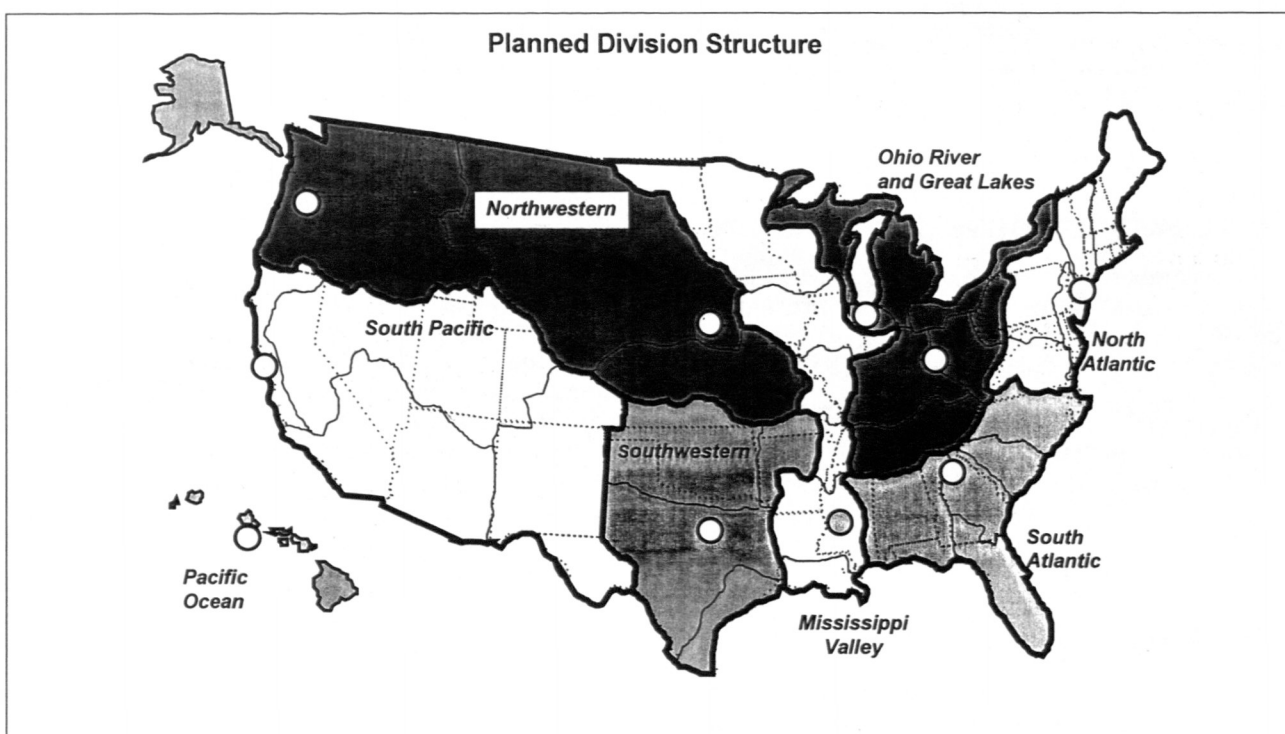 Planned Division Structure
Ohio River
and Great Lakes
Northwestern
South Pacific
North
Atlantic
Southwestern
South
Atlantic
Pacific
Ocean
Mississippi
Valley